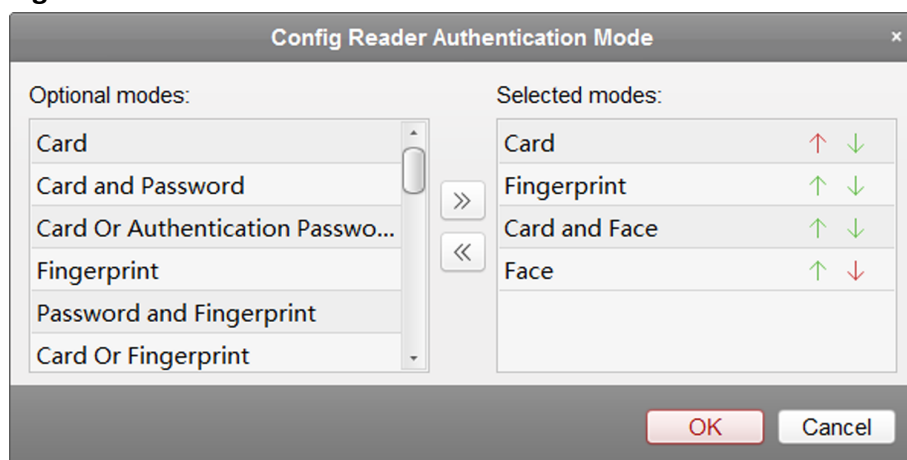 Config Reader Authentication Mode ×
Optional modes:
Card
Card and Password
Card Or Authentication Passwo...
Fingerprint
Password and Fingerprint
Card Or Fingerprint
Selected modes:
Card
Fingerprint
Card and Face
Face
OK
Cancel